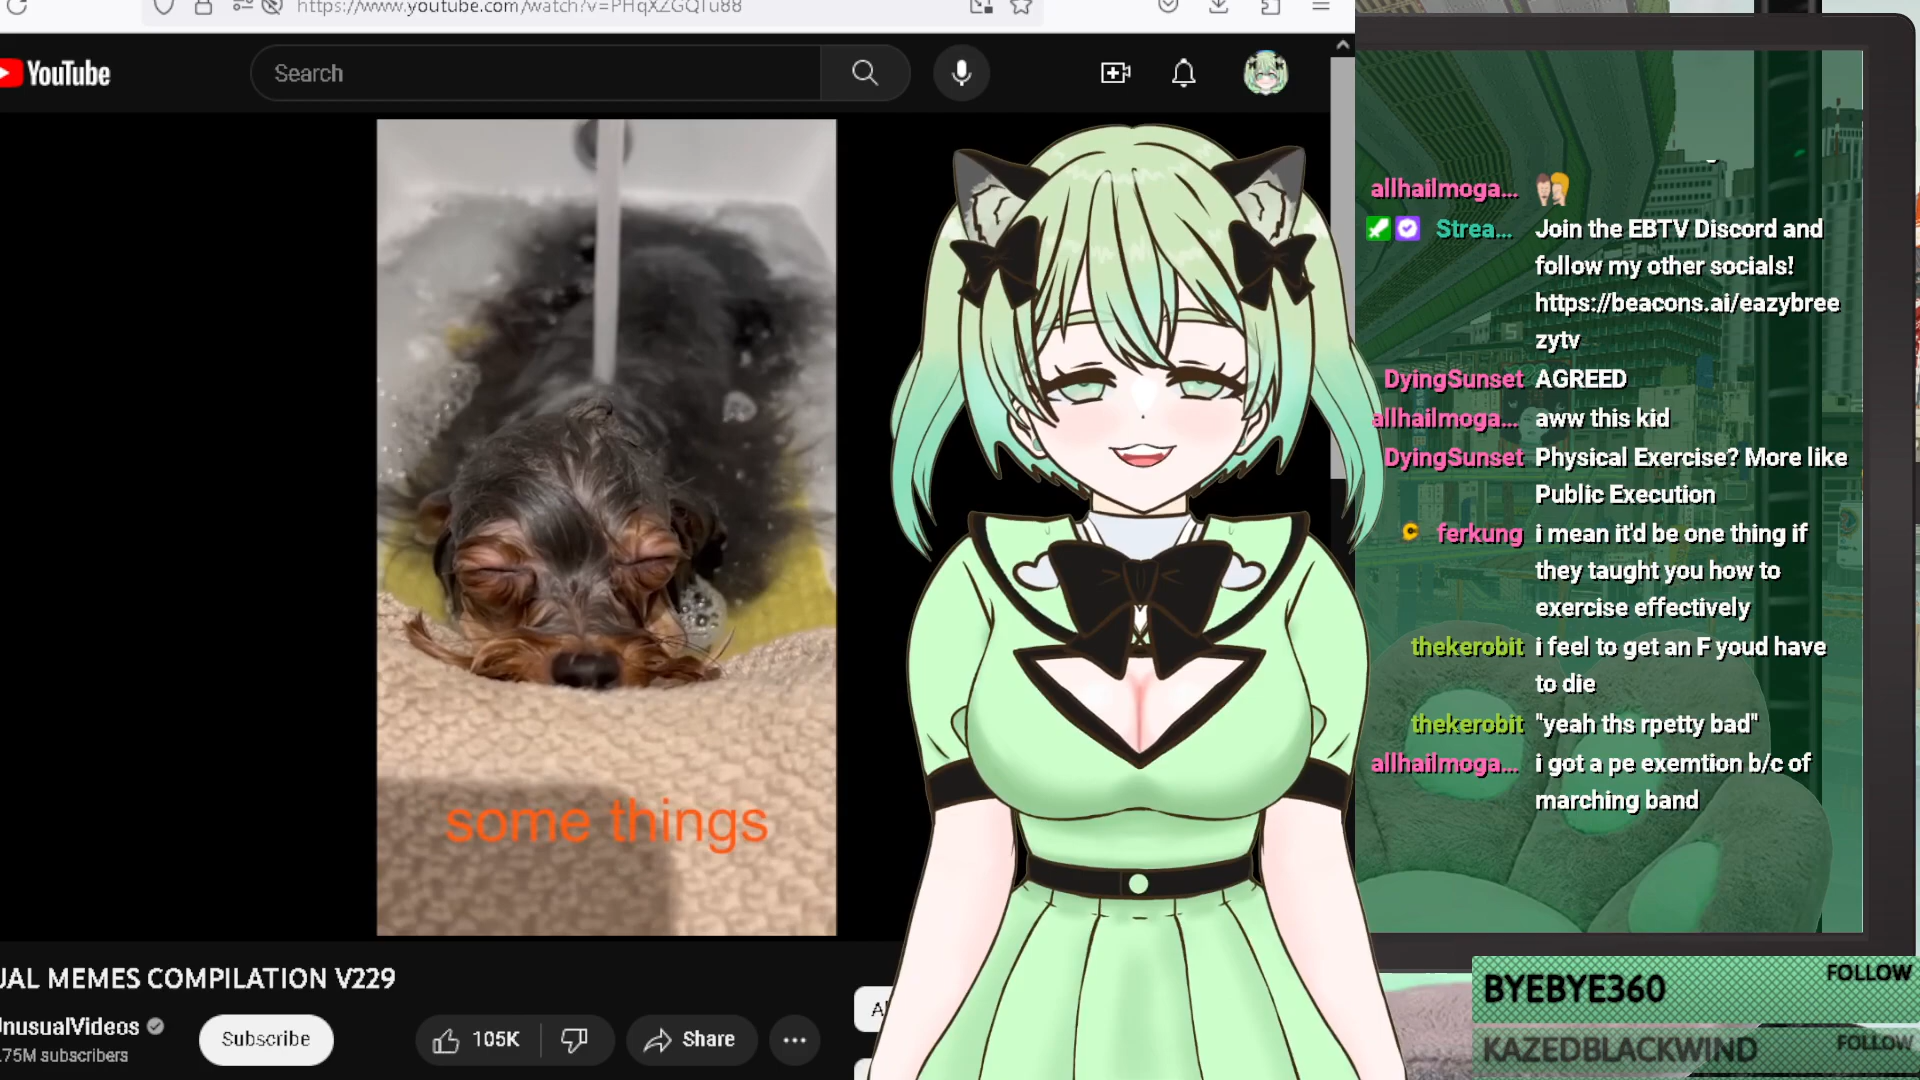 https://www.youtube.com/watch?v=PHqXZGQTu88
YouTube
Search
some things
JAL MEMES COMPILATION V229
UnusualVideos
.75M subscribers
Subscribe
105K
Share
allhailmoga...
Strea... Join the EBTV Discord and
follow my other socials!
https://beacons.ai/eazybree
zytv
DyingSunset AGREED
allhailmoga... aww this kid
DyingSunset Physical Exercise? More like
Public Execution
ferkung i mean it'd be one thing if
they taught you how to
exercise effectively
thekerobit i feel to get an F youd have
to die
thekerobit "yeah ths rpetty bad"
allhailmoga... i got a pe exemtion b/c of
marching band
BYEBYE360 FOLLOW
KAZEDBLACKWIND FOLLOW